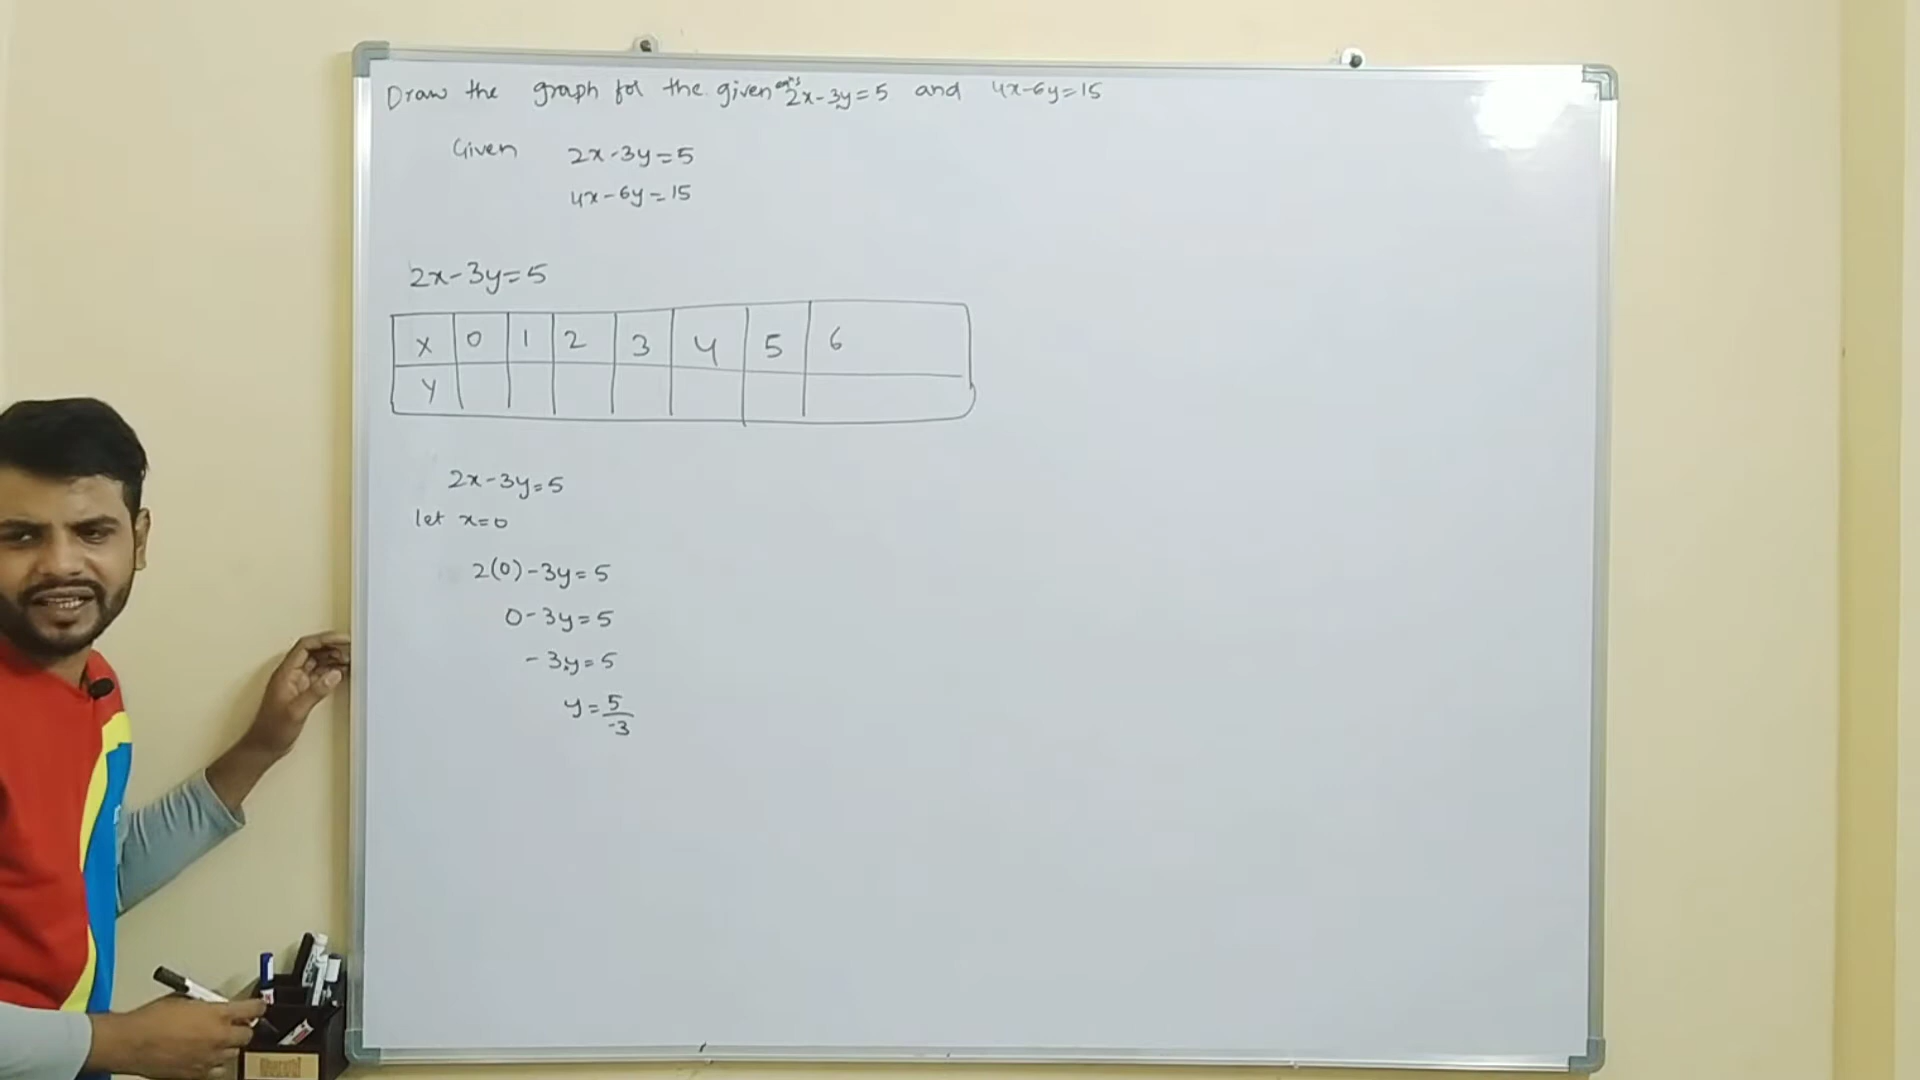 Draw the graph for the given eqns 2x-3y=5 and 4x-6y=15
Given 2x-3y=5
4x-6y=15
2x-3y=5
X 0 1 2 3 4 5 6
Y
2x-3y=5
let x=0
2(0)-3y=5
0-3y=5
-3y=5
y=5/-3